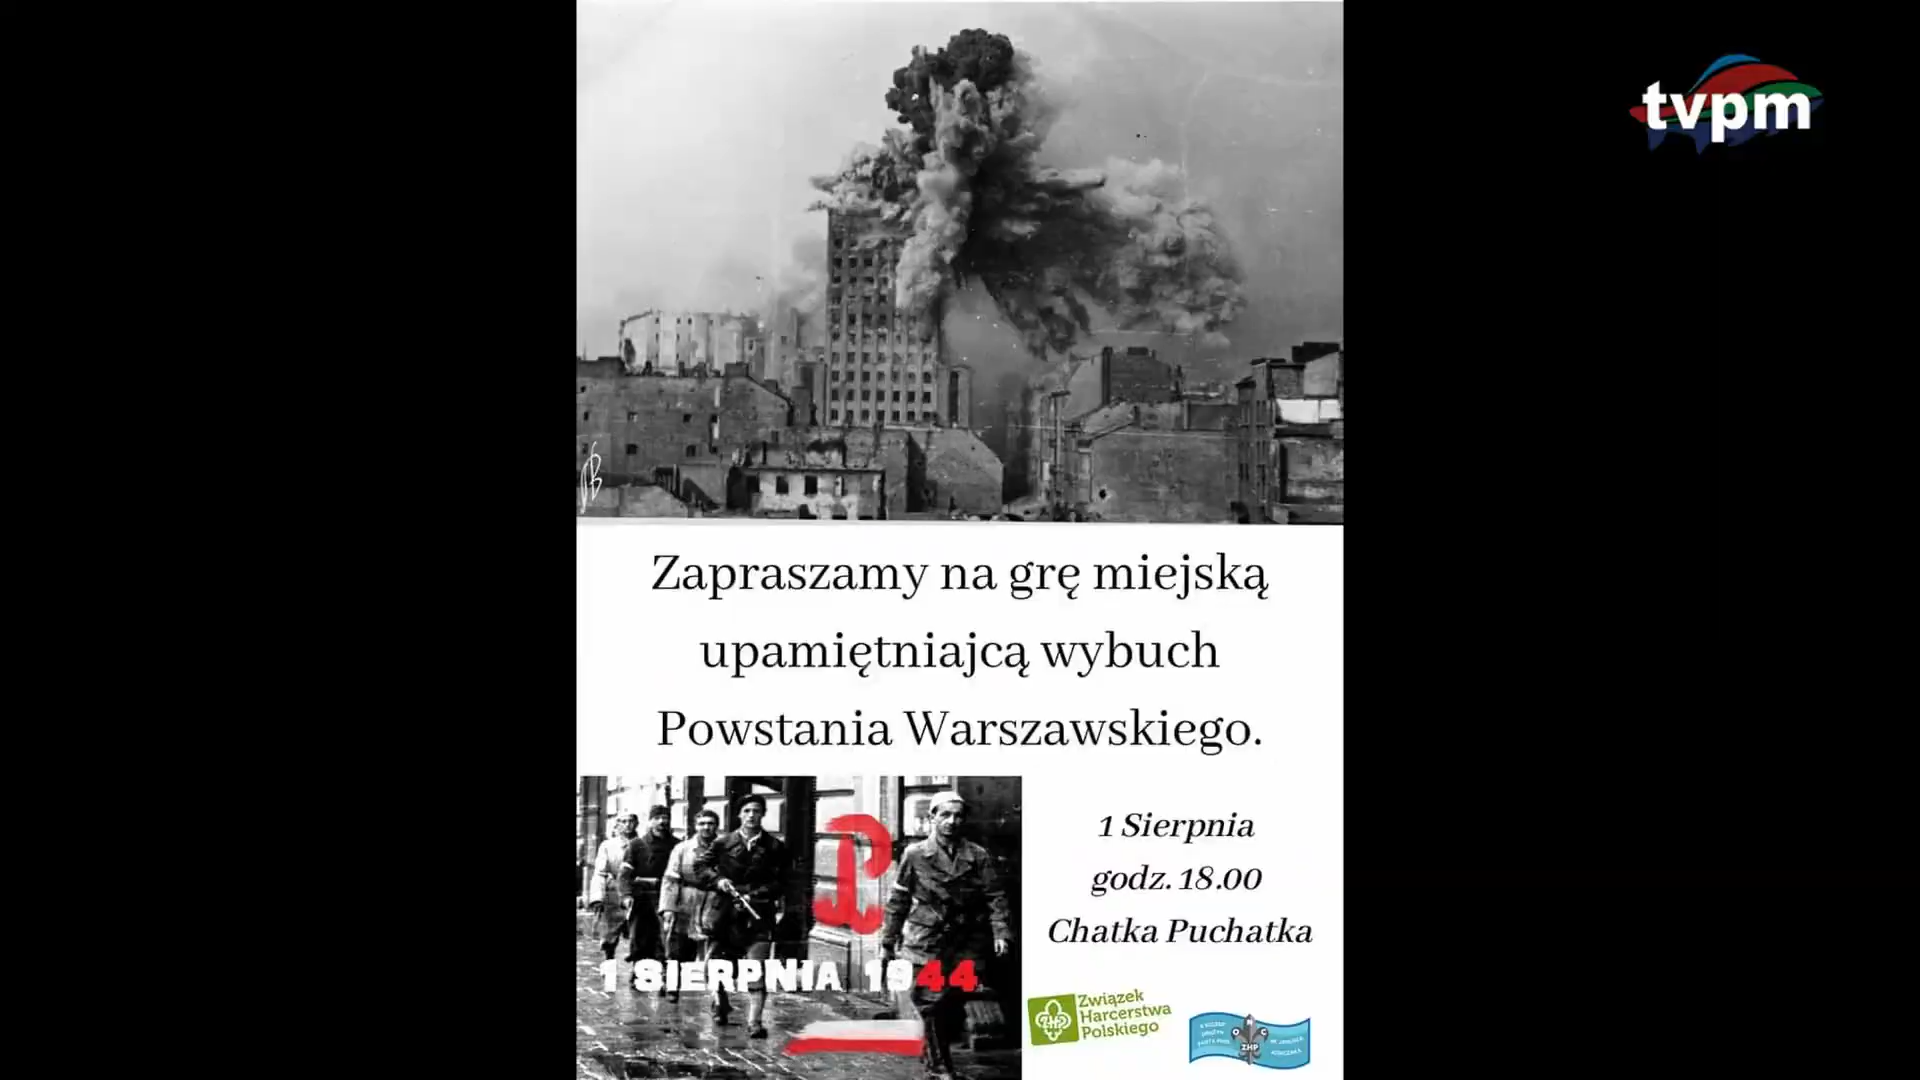 tvpm
Zapraszamy na grę miejską
upamiętniajcą wybuch
Powstania Warszawskiego.
1 SIERPNIA 1944
1 Sierpnia
godz. 18.00
Chatka Puchatka
Związek
Harcerstwa
Polskiego
ZHP